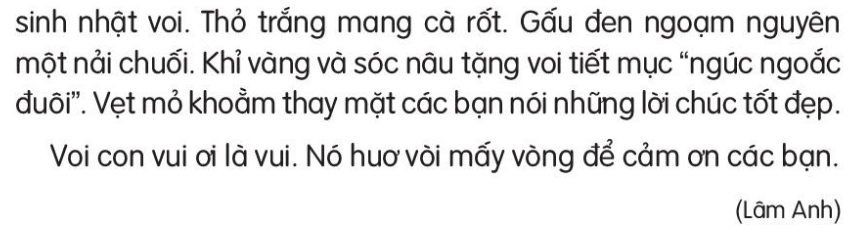 sinh nhật voi. Thỏ trắng mang cà rốt. Gấu đen ngoạm nguyên
một nải chuối. Khỉ vàng và sóc nâu tặng voi tiết mục “ngúc ngoắc
đuôi”. Vẹt mỏ khoằm thay mặt các bạn nói những lời chúc tốt đẹp.
Voi con vui ơi là vui. Nó huơ vòi mấy vòng để cảm ơn các bạn.
(Lâm Anh)